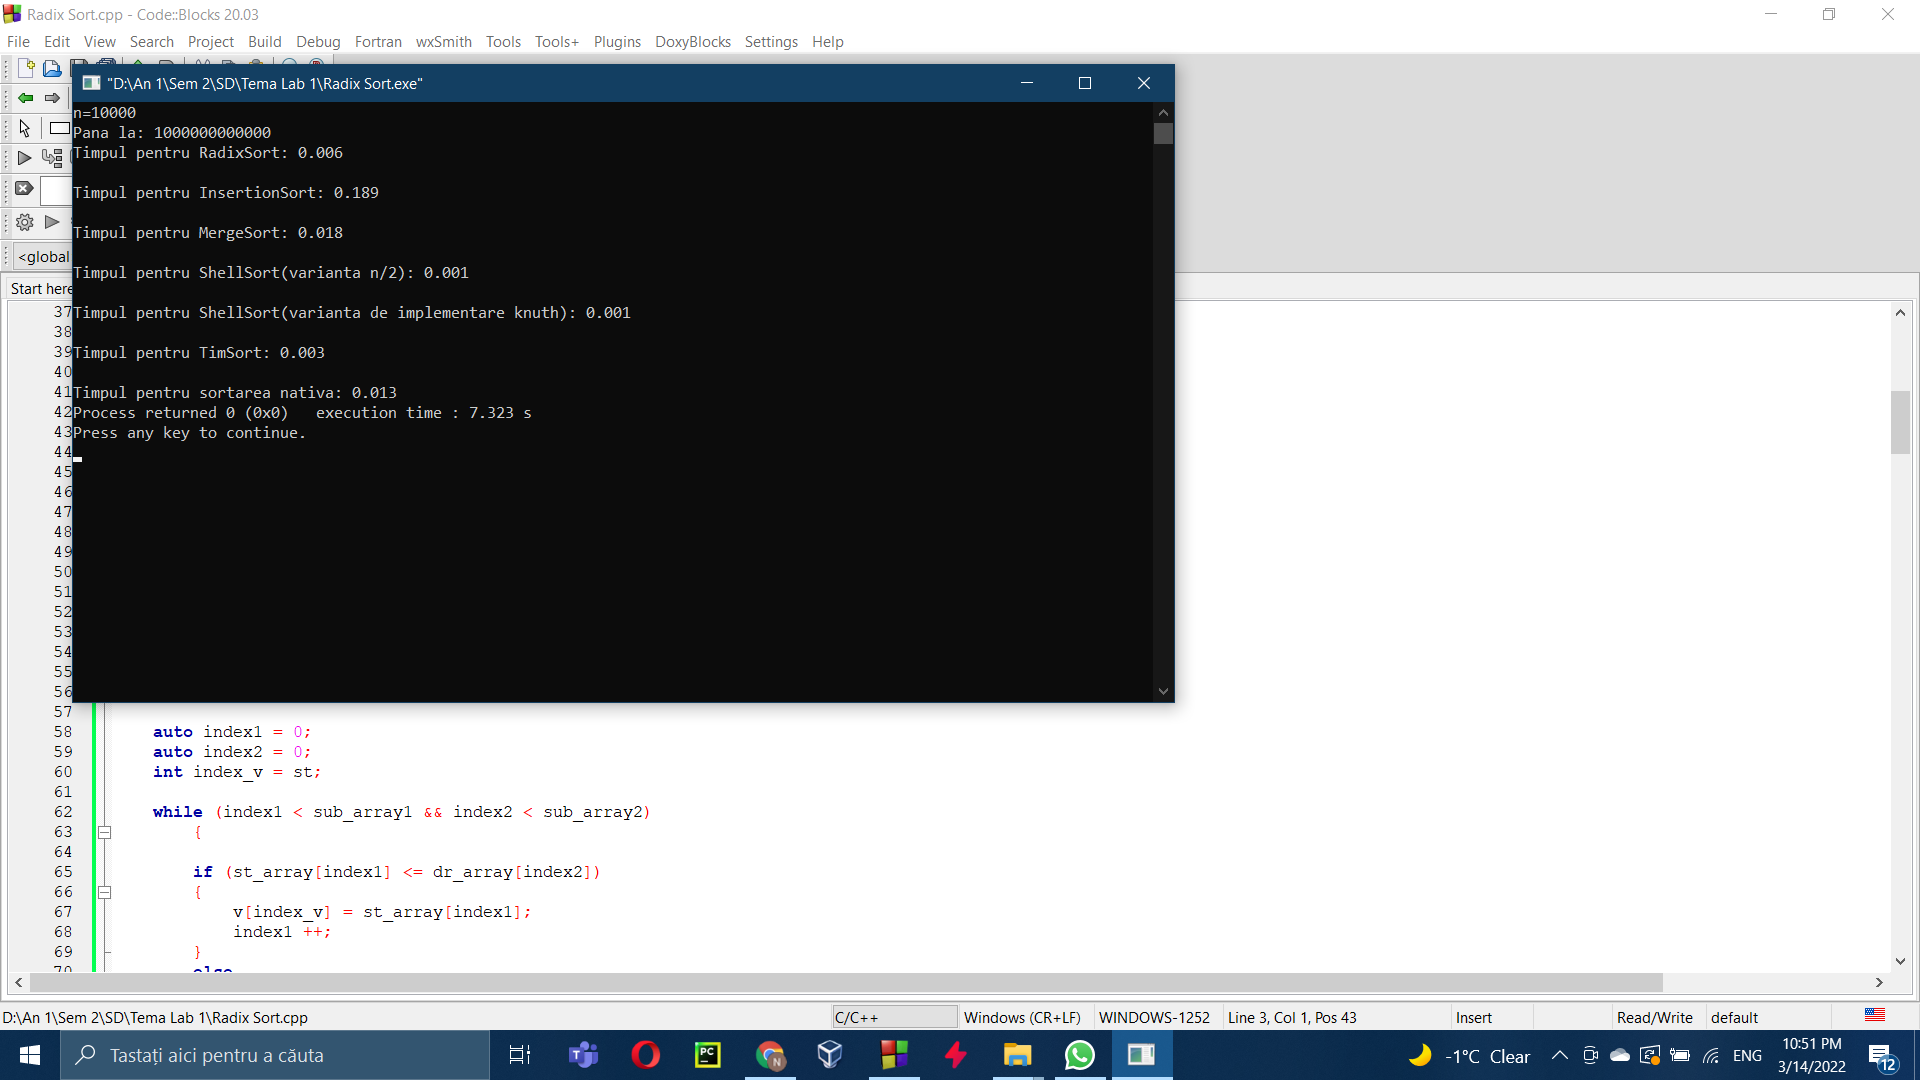 Radix Sort.cpp - Code::Blocks 20.03
File Edit View Search Project Build Debug Fortran wxSmith Tools Tools+ Plugins DoxyBlocks Settings Help
"D:\An 1\Sem 2\SD\Tema Lab 1\Radix Sort.exe"
n=10000
Pana la: 1000000000000
Timpul pentru RadixSort: 0.006
Timpul pentru InsertionSort: 0.189
Timpul pentru MergeSort: 0.018
Timpul pentru ShellSort(varianta n/2): 0.001
Timpul pentru ShellSort(varianta de implementare knuth): 0.001
Timpul pentru TimSort: 0.003
Timpul pentru sortarea nativa: 0.013
Process returned 0 (0x0)   execution time : 7.323 s
Press any key to continue.
<global
Start here
37
38
39
40
41
42
43
44
45
46
47
48
49
50
51
52
53
54
55
56
57
58 auto index1 = 0;
59 auto index2 = 0;
60 int index_v = st;
61
62 while (index1 < sub_array1 && index2 < sub_array2)
63 {
64
65 if (st_array[index1] <= dr_array[index2])
66 {
67 v[index_v] = st_array[index1];
68 index1 ++;
69 }
70 else
D:\An 1\Sem 2\SD\Tema Lab 1\Radix Sort.cpp C/C++ Windows (CR+LF) WINDOWS-1252 Line 3, Col 1, Pos 43 Insert Read/Write default
Tastați aici pentru a căuta
PC
N
-1°C Clear
ENG
10:51 PM
3/14/2022
12